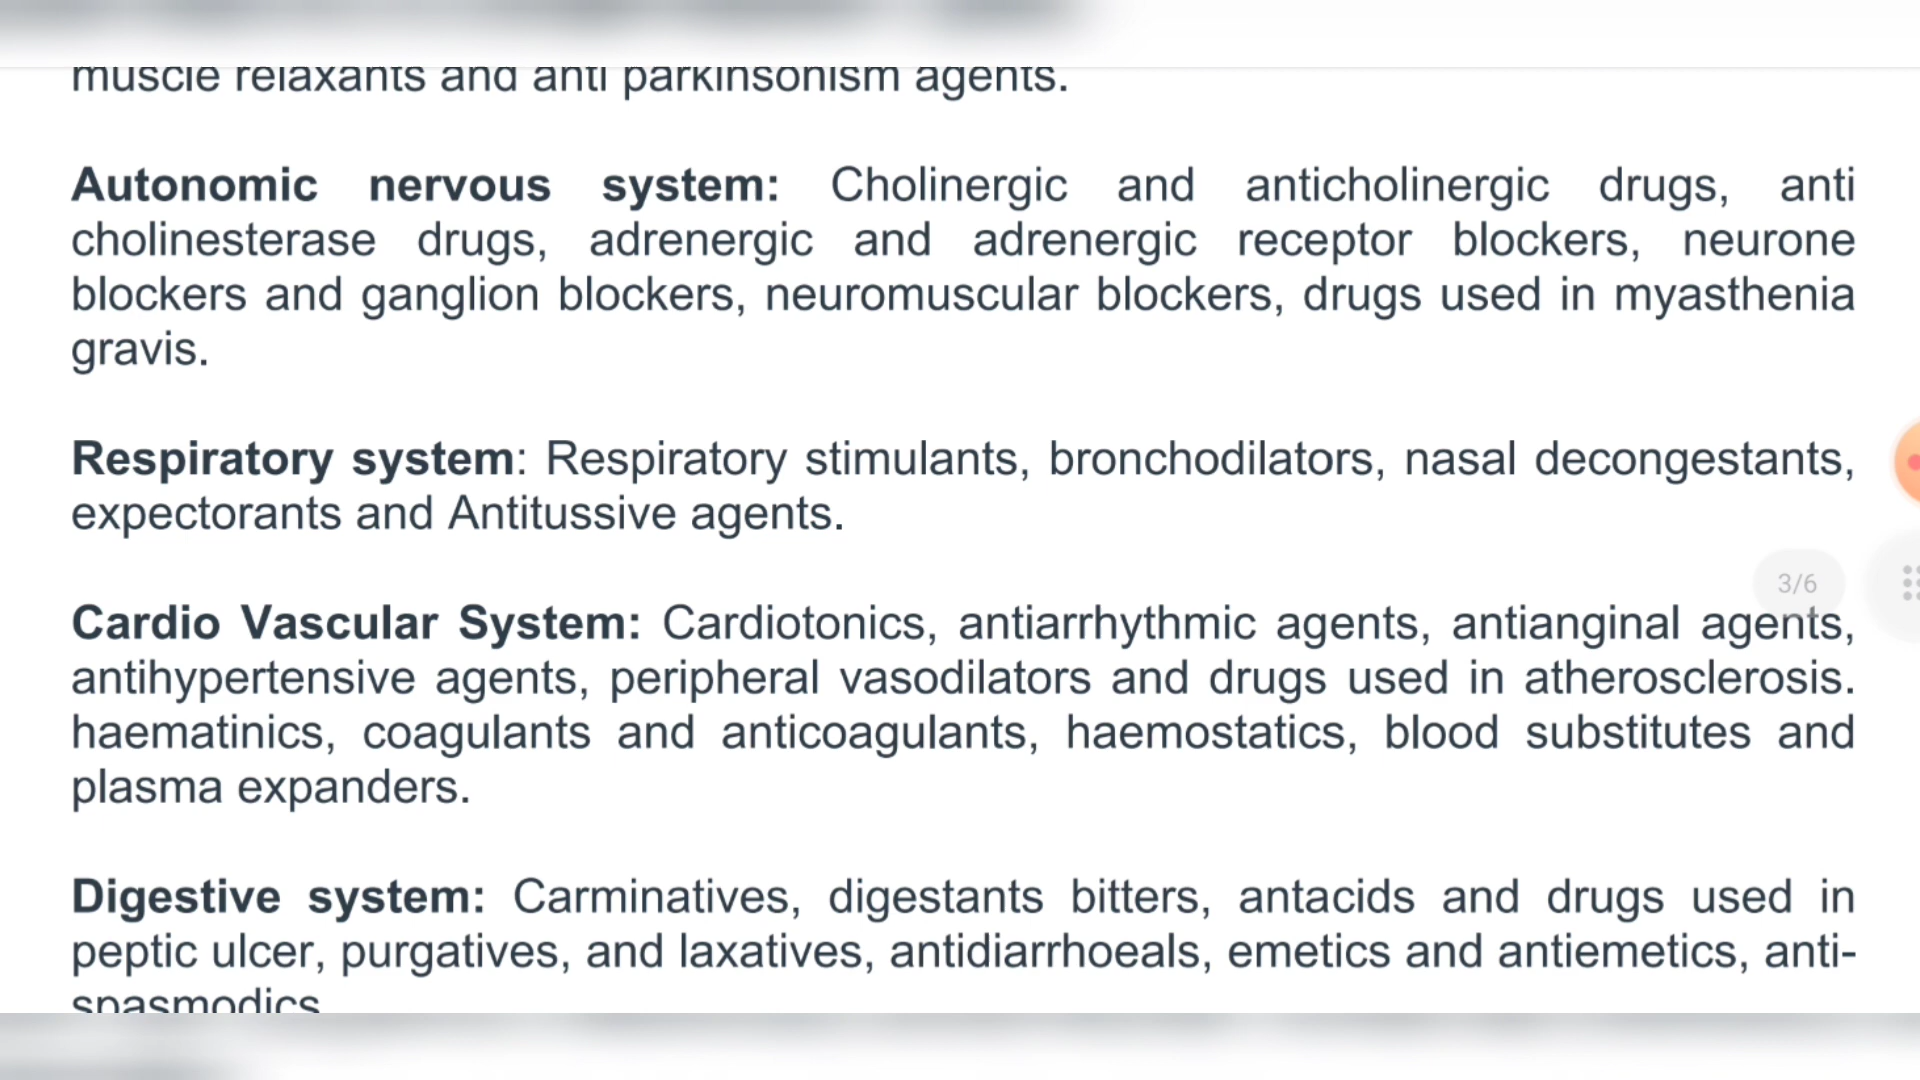 muscle relaxants and anti parkinsonism agents.
Autonomic nervous system: Cholinergic and anticholinergic drugs, anti
cholinesterase drugs, adrenergic and adrenergic receptor blockers, neurone
blockers and ganglion blockers, neuromuscular blockers, drugs used in myasthenia
gravis.
Respiratory system: Respiratory stimulants, bronchodilators, nasal decongestants,
expectorants and Antitussive agents.
3/6
Cardio Vascular System: Cardiotonics, antiarrhythmic agents, antianginal agents,
antihypertensive agents, peripheral vasodilators and drugs used in atherosclerosis.
haematinics, coagulants and anticoagulants, haemostatics, blood substitutes and
plasma expanders.
Digestive system: Carminatives, digestants bitters, antacids and drugs used in
peptic ulcer, purgatives, and laxatives, antidiarrhoeals, emetics and antiemetics, anti-
spasmodics